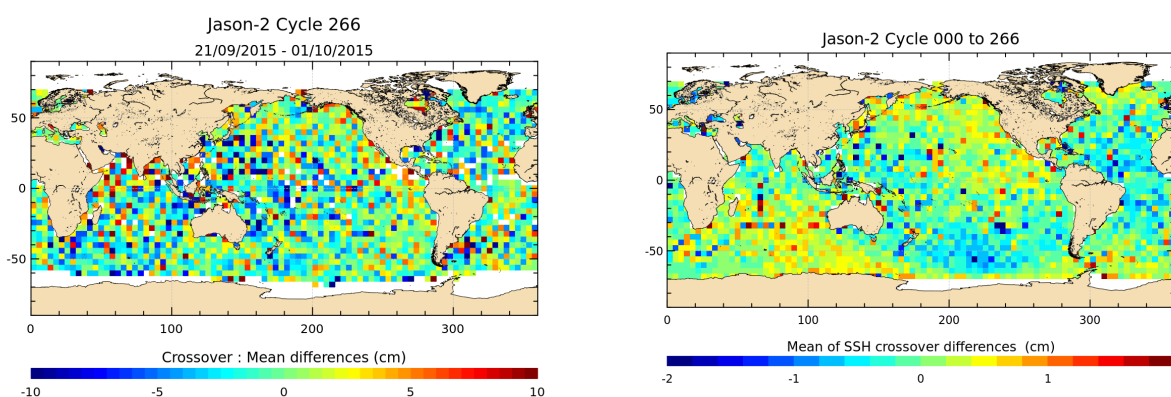 Jason-2 Cycle 266
21/09/2015 - 01/10/2015
50
0
-50
0 100 200 300
Crossover : Mean differences (cm)
-10 -5 0 5 10
Jason-2 Cycle 000 to 266
50
0
-50
0 100 200 300
Mean of SSH crossover differences (cm)
-2 -1 0 1